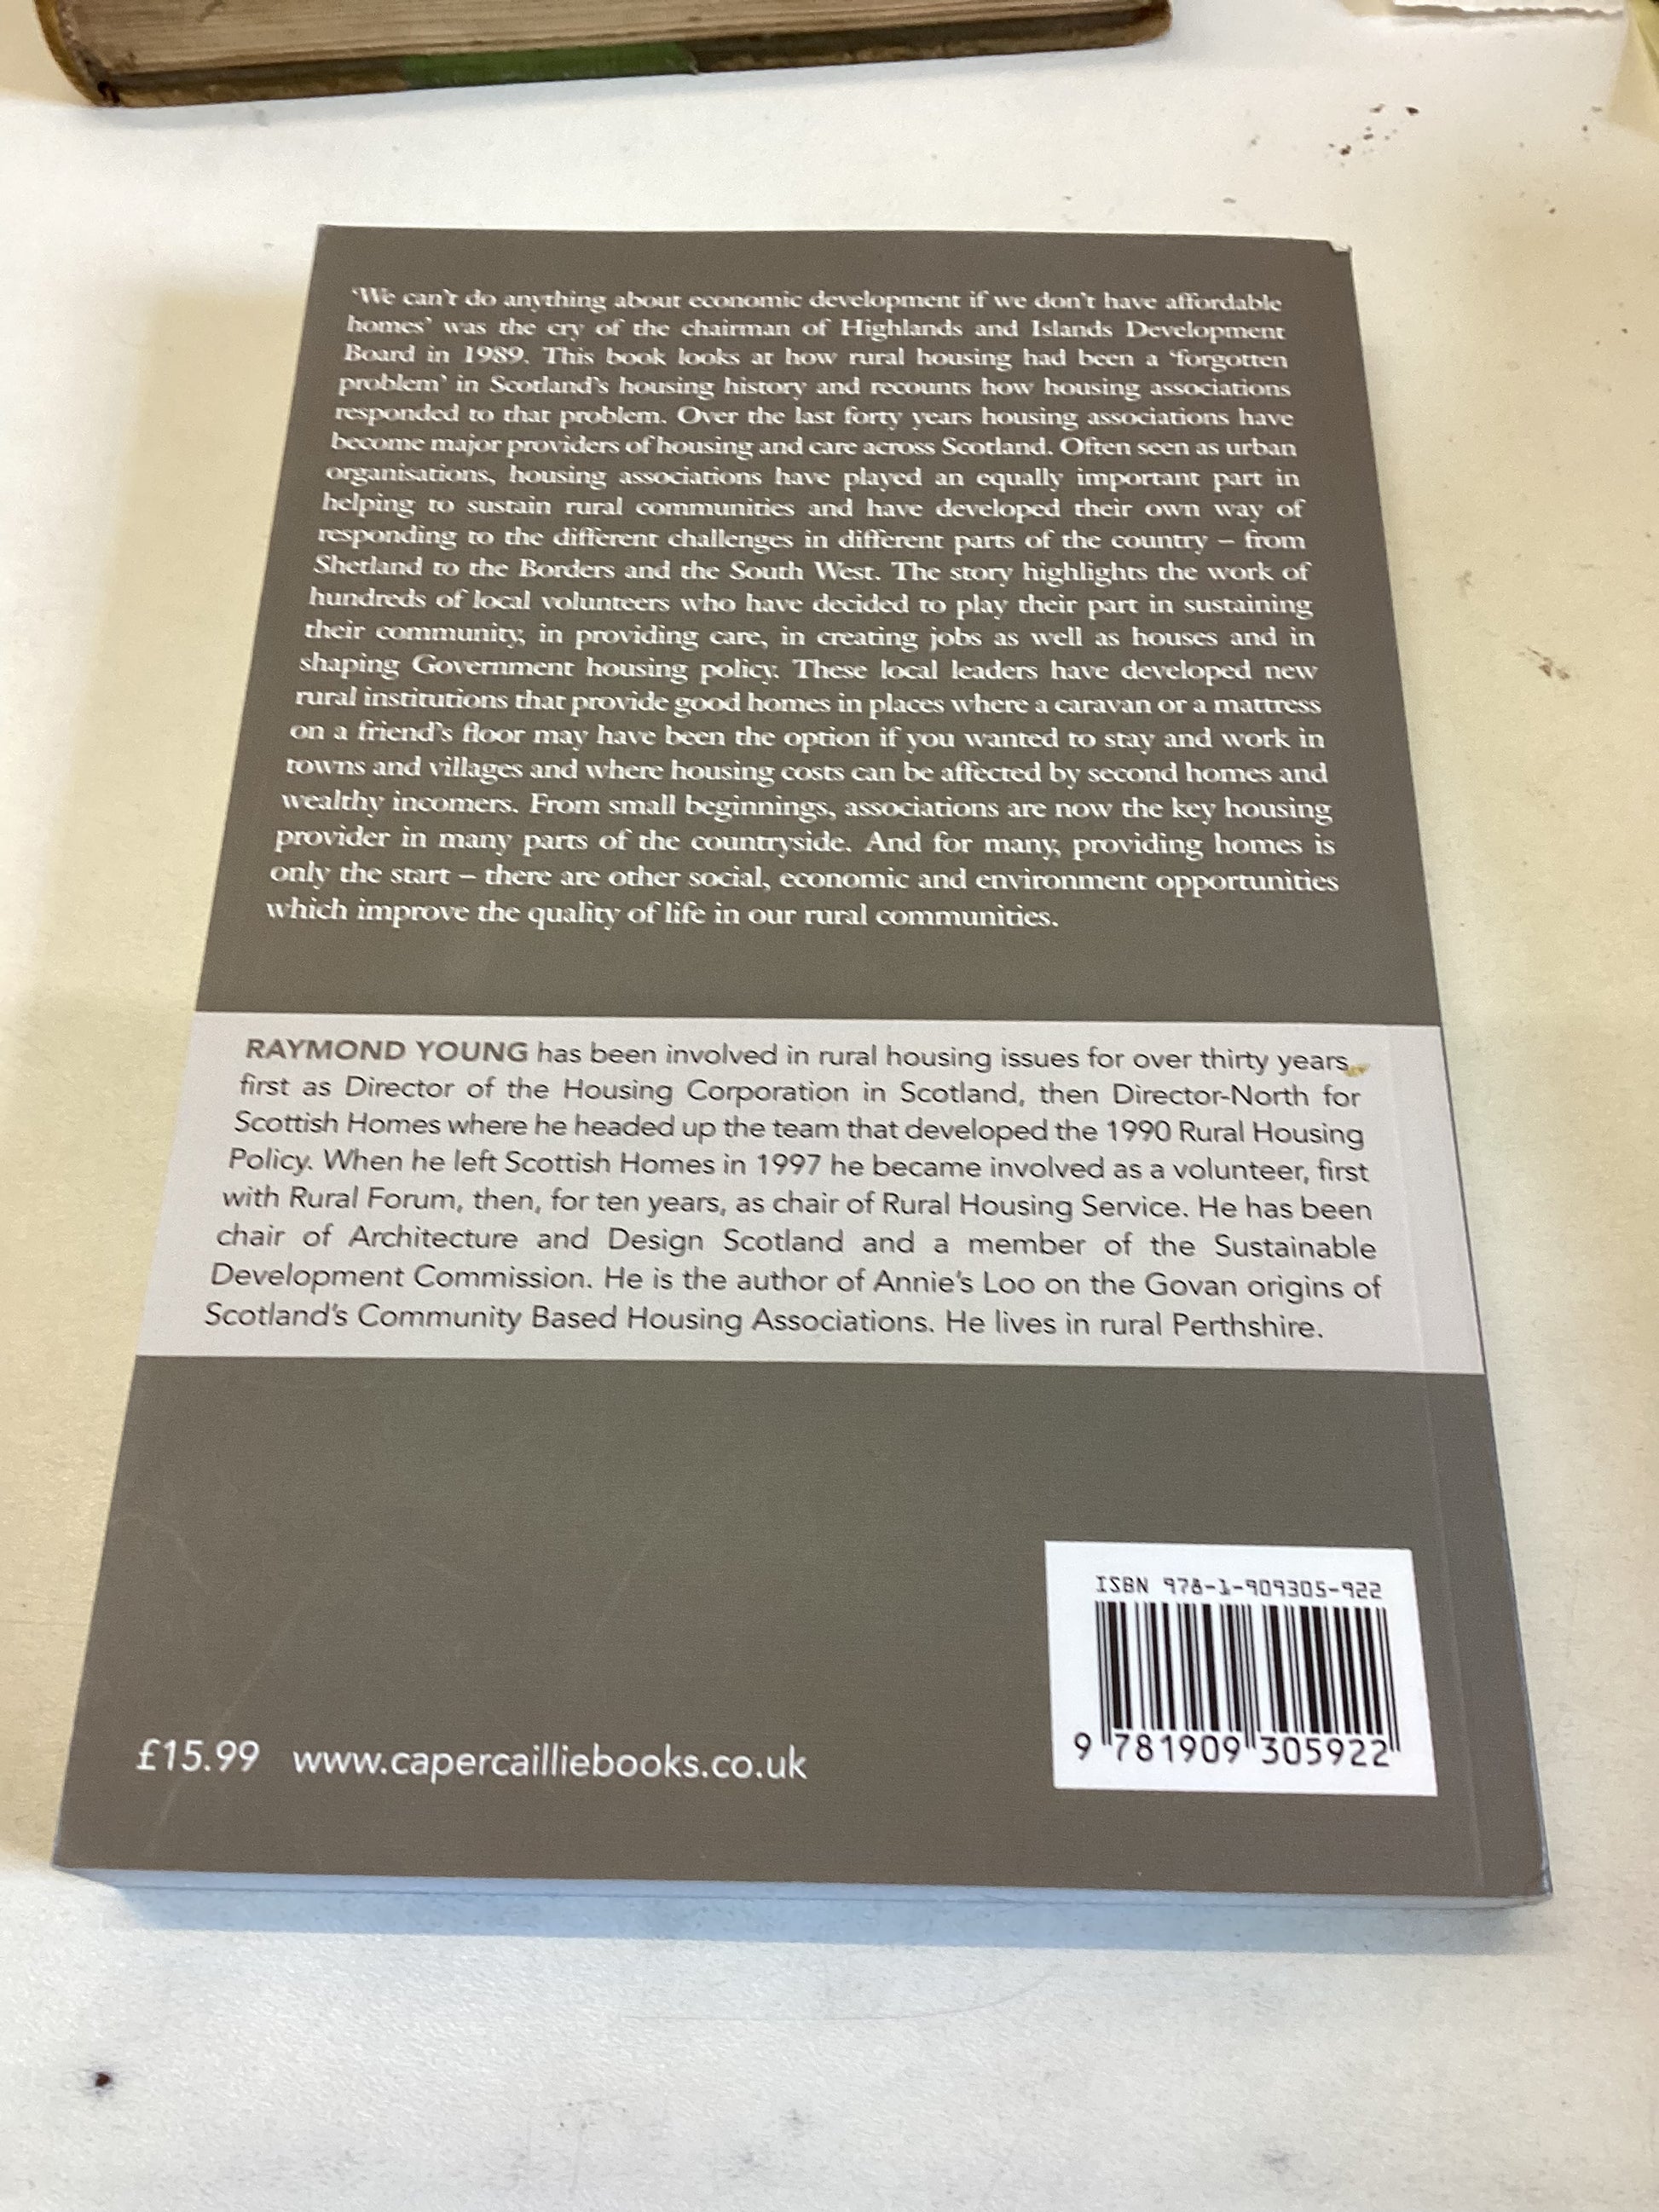 ‘We can’t do anything about economic development if we don’t have affordable
homes’ was the cry of the chairman of Highlands and Islands Development
Board in 1989. This book looks at how rural housing had been a ‘forgotten
problem’ in Scotland’s housing history and recounts how housing associations
responded to that problem. Over the last forty years housing associations have
become major providers of housing and care across Scotland. Often seen as urban
organisations, housing associations have played an equally important part in
helping to sustain rural communities and have developed their own way of
responding to the different challenges in different parts of the country – from
Shetland to the Borders and the South West. The story highlights the work of
hundreds of local volunteers who have decided to play their part in sustaining
their community, in providing care, in creating jobs as well as houses and in
shaping Government housing policy. These local leaders have developed new
rural institutions that provide good homes in places where a caravan or a mattress
on a friend’s floor may have been the option if you wanted to stay and work in
towns and villages and where housing costs can be affected by second homes and
wealthy incomers. From small beginnings, associations are now the key housing
provider in many parts of the countryside. And for many, providing homes is
only the start – there are other social, economic and environment opportunities
which improve the quality of life in our rural communities.
RAYMOND YOUNG has been involved in rural housing issues for over thirty years,
first as Director of the Housing Corporation in Scotland, then Director-North for
Scottish Homes where he headed up the team that developed the 1990 Rural Housing
Policy. When he left Scottish Homes in 1997 he became involved as a volunteer, first
with Rural Forum, then, for ten years, as chair of Rural Housing Service. He has been
chair of Architecture and Design Scotland and a member of the Sustainable
Development Commission. He is the author of Annie’s Loo on the Govan origins of
Scotland’s Community Based Housing Associations. He lives in rural Perthshire.
ISBN 978-1-909305-922
9 781909 305922
£15.99 www.capercailliebooks.co.uk